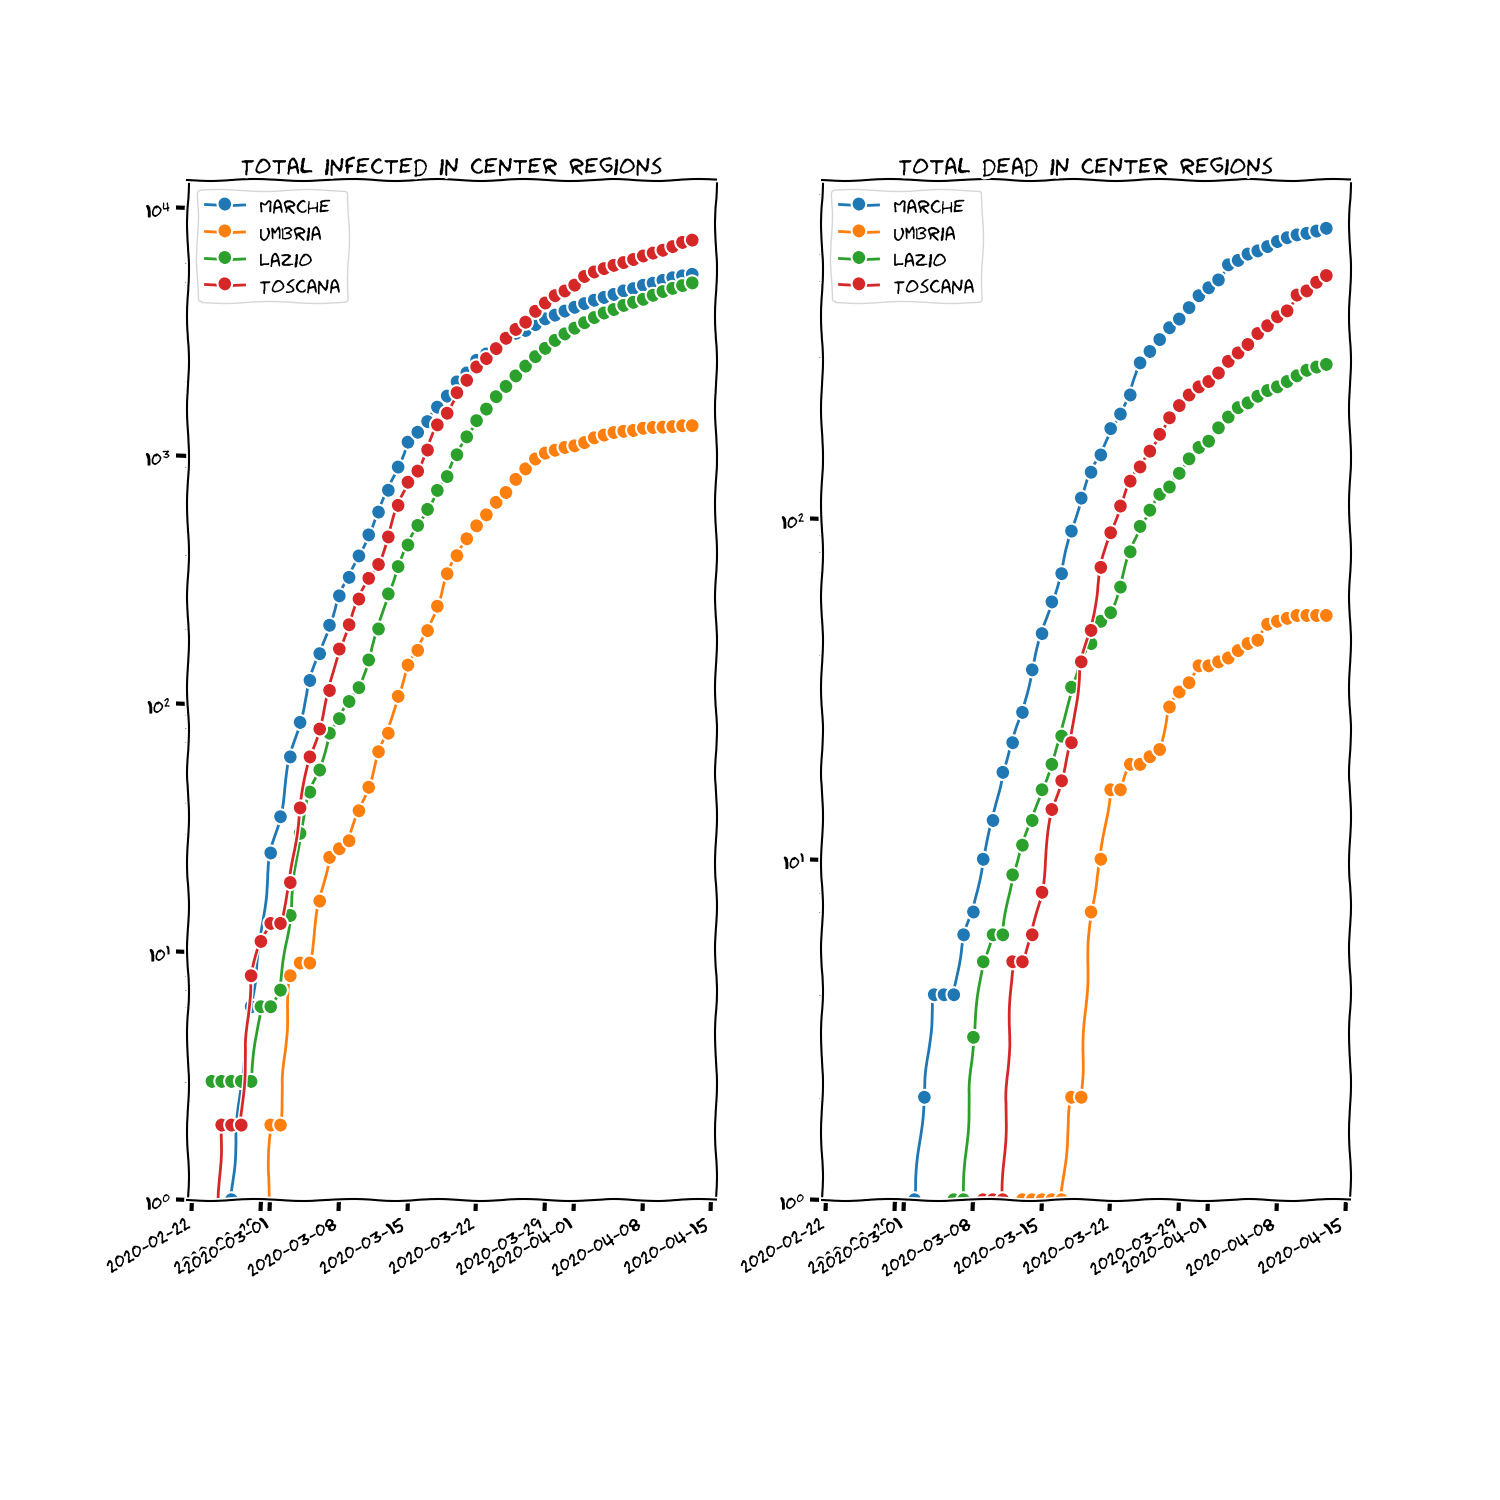 TOTAL INFECTED IN CENTER REGIONS
MARCHE
UMBRIA
LAZIO
TOSCANA
10⁴
10³
10²
10¹
10⁰
2020-02-22
2020-03-01
2020-03-08
2020-03-15
2020-03-22
2020-03-29
2020-04-01
2020-04-08
2020-04-15
TOTAL DEAD IN CENTER REGIONS
MARCHE
UMBRIA
LAZIO
TOSCANA
10²
10¹
10⁰
2020-02-22
2020-03-01
2020-03-08
2020-03-15
2020-03-22
2020-03-29
2020-04-01
2020-04-08
2020-04-15